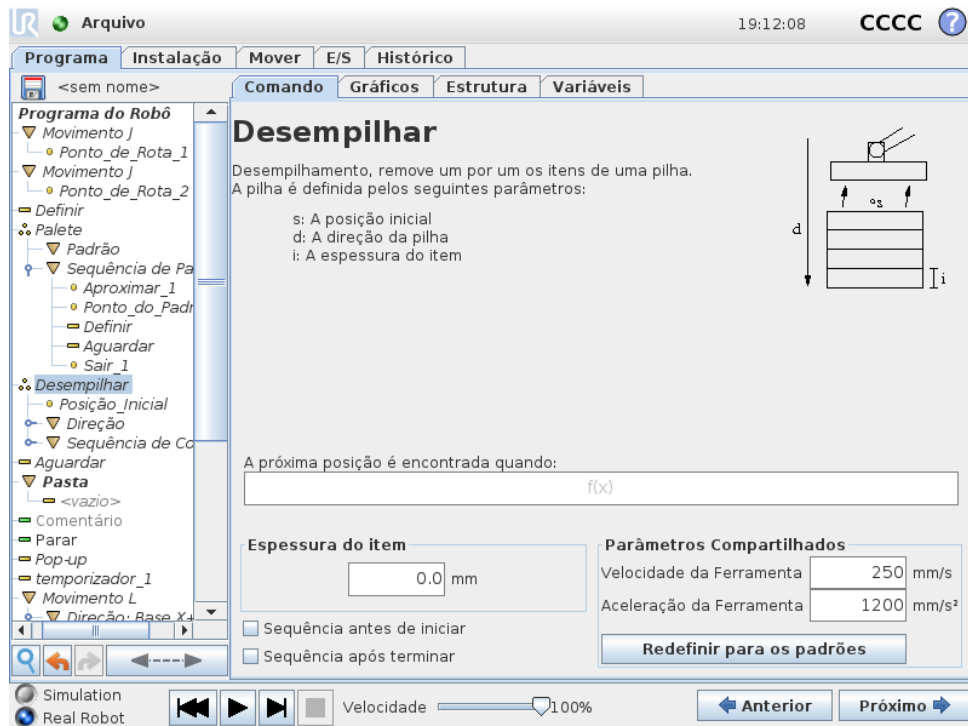 UR Arquivo 19:12:08 CCCC ?
Programa Instalação Mover E/S Histórico
<sem nome> Comando Gráficos Estrutura Variáveis
Programa do Robô
Movimento J
Ponto_de_Rota_1
Movimento J
Ponto_de_Rota_2
Definir
Palete
Padrão
Sequência de Pa
Aproximar_1
Ponto_do_Padr
Definir
Aguardar
Sair_1
Desempilhar
Posição_Inicial
Direção
Sequência de Co
Aguardar
Pasta
<vazio>
Comentário
Parar
Pop-up
temporizador_1
Movimento L
Direção: Base X+
Desempilhar
Desempilhamento, remove um por um os itens de uma pilha.
A pilha é definida pelos seguintes parâmetros:
s: A posição inicial
d: A direção da pilha
i: A espessura do item
s
d
i
A próxima posição é encontrada quando:
f(x)
Espessura do item
0.0 mm
Sequência antes de iniciar
Sequência após terminar
Parâmetros Compartilhados
Velocidade da Ferramenta 250 mm/s
Aceleração da Ferramenta 1200 mm/s²
Redefinir para os padrões
Simulation
Real Robot
Velocidade 100%
Anterior Próximo